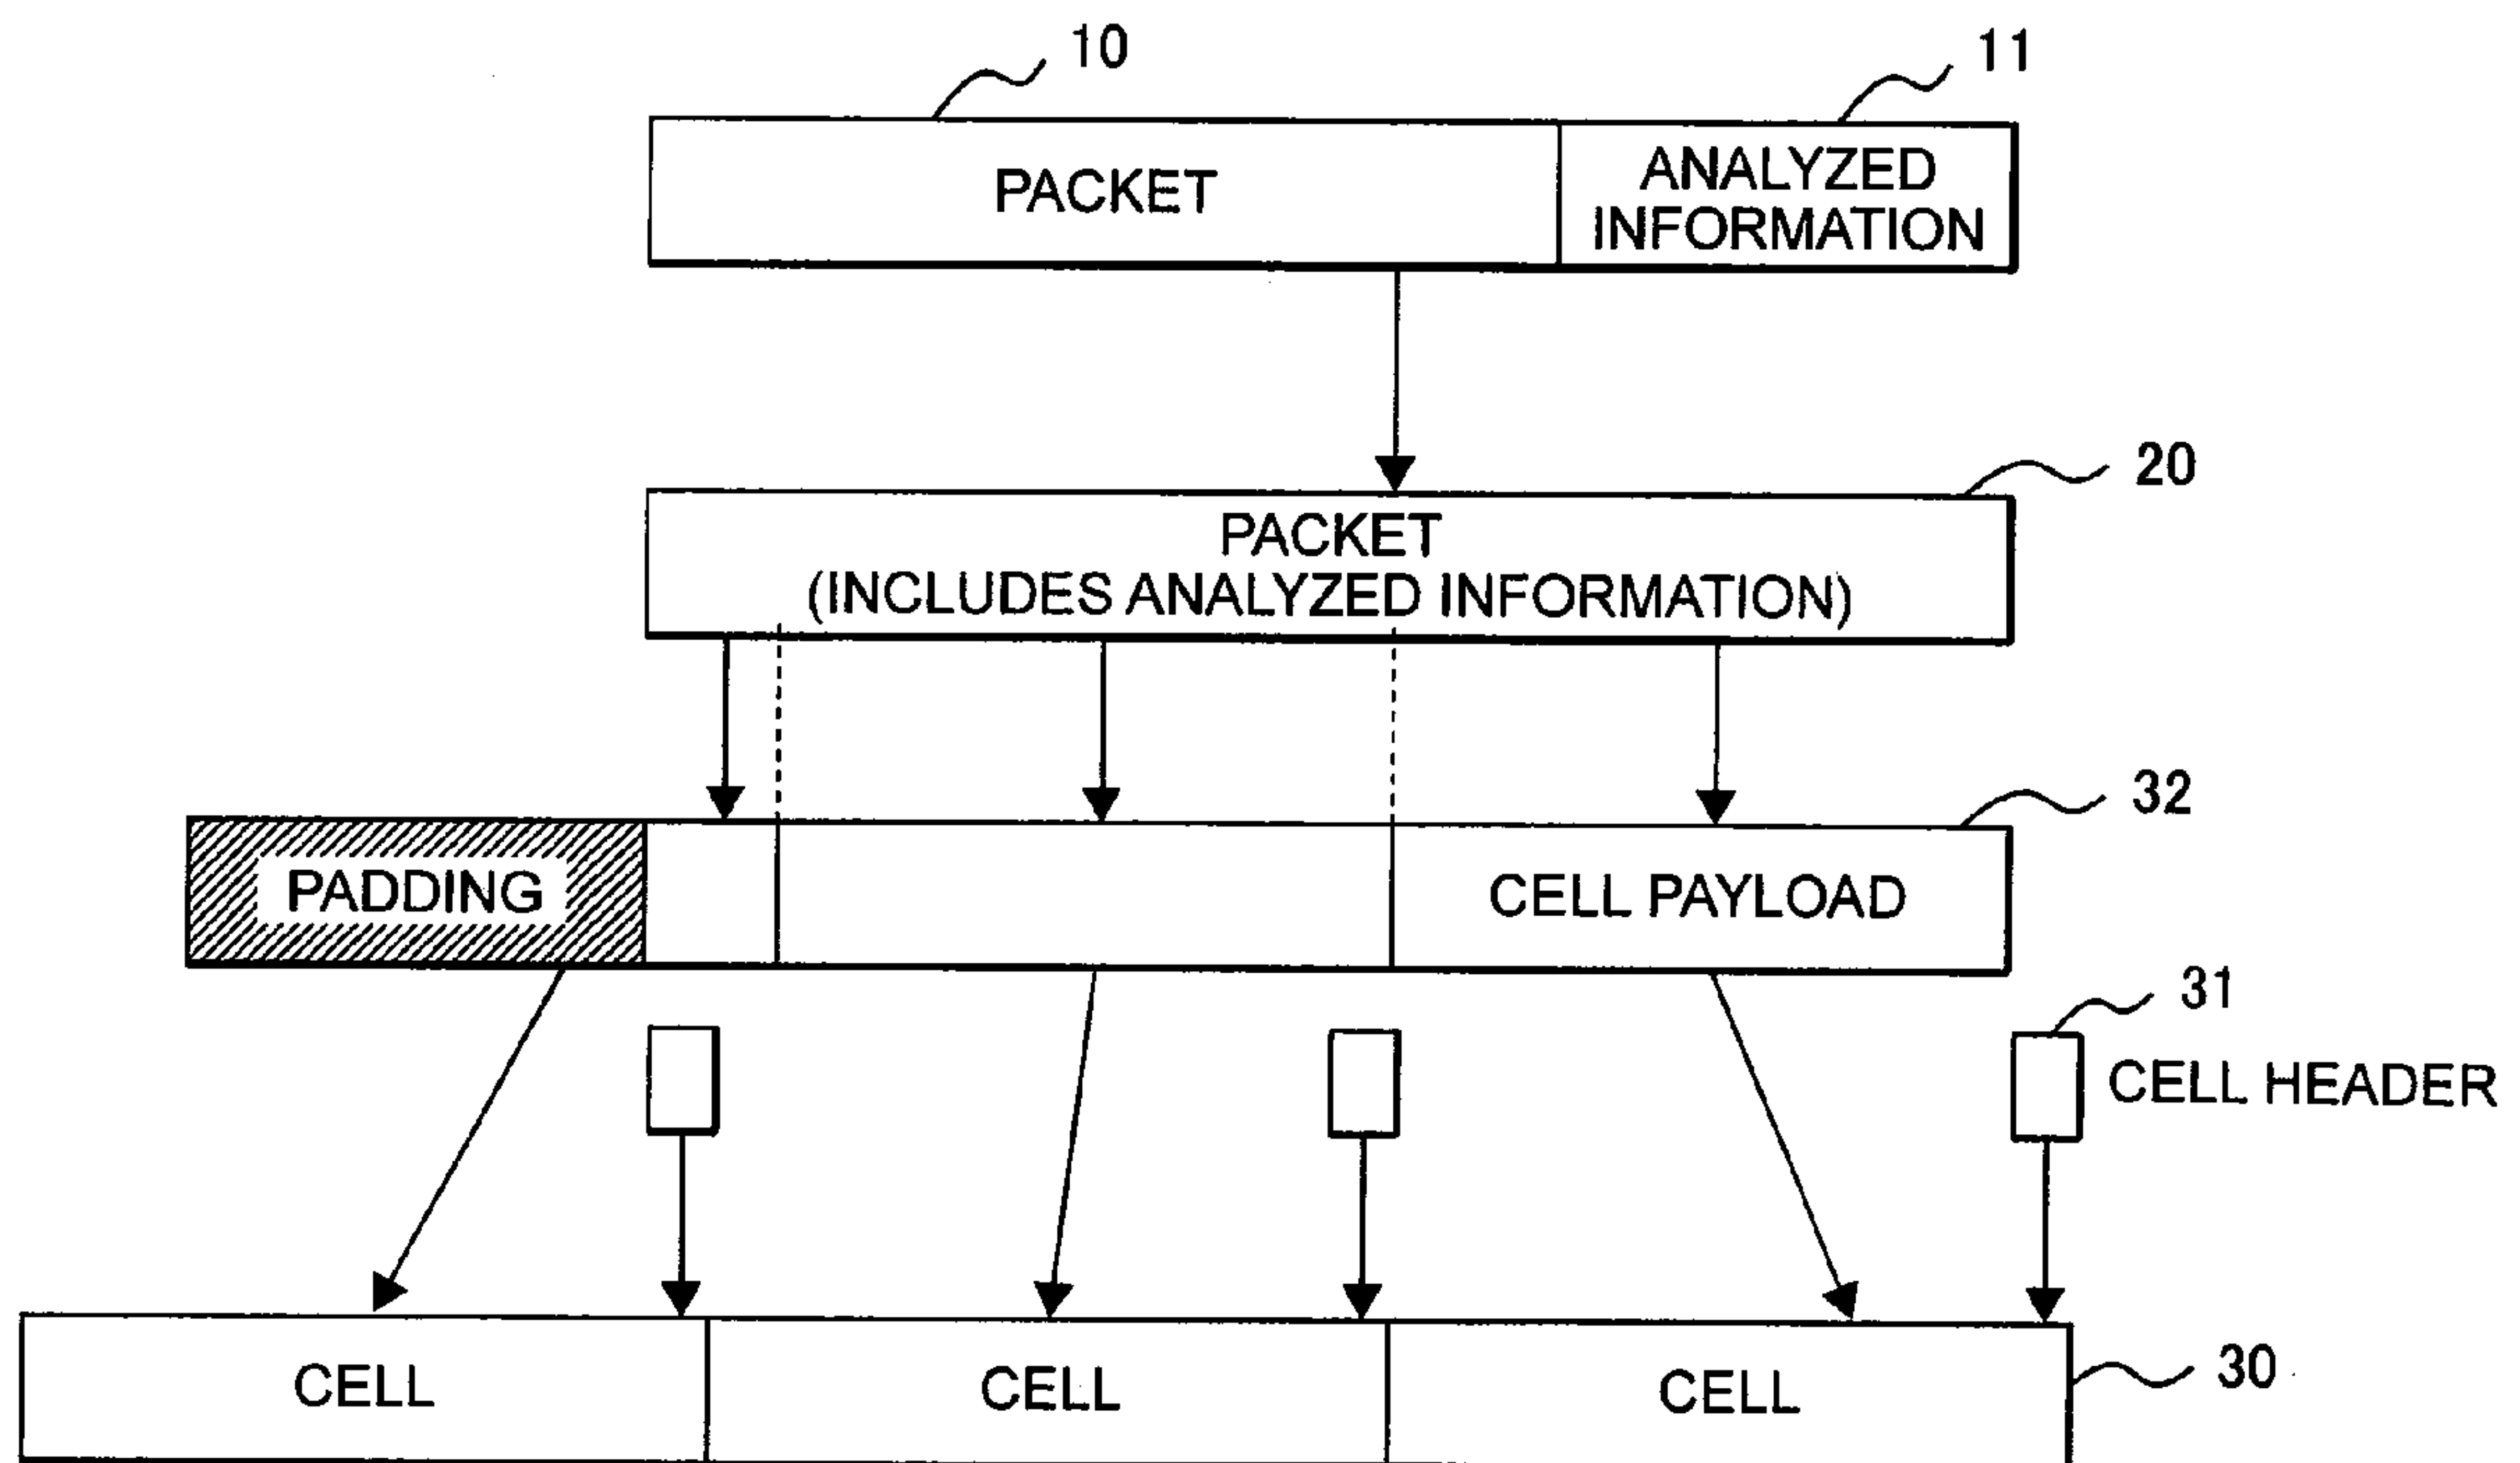 10
11
PACKET
ANALYZED
INFORMATION
20
PACKET
(INCLUDES ANALYZED INFORMATION)
32
PADDING
CELL PAYLOAD
31
CELL HEADER
CELL
CELL
CELL
30